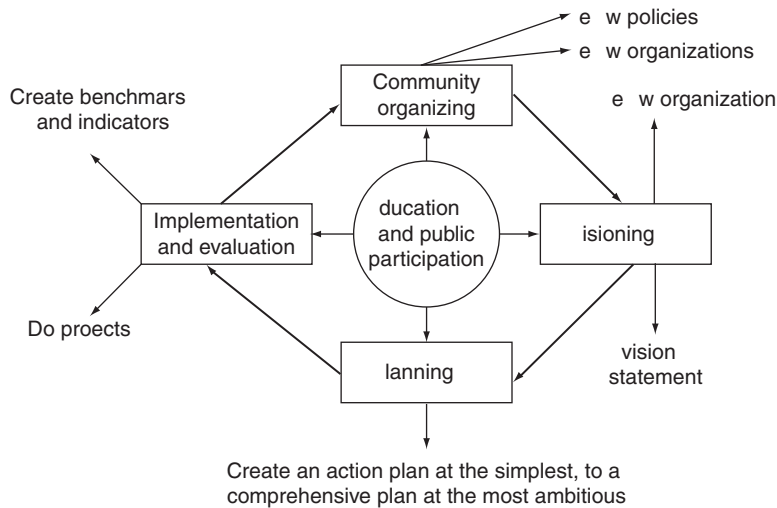 e w policies
e w organizations
Community
organizing
e w organization
Create benchmars
and indicators
Implementation
and evaluation
ducation
and public
participation
isioning
Do proects
lanning
vision
statement
Create an action plan at the simplest, to a
comprehensive plan at the most ambitious